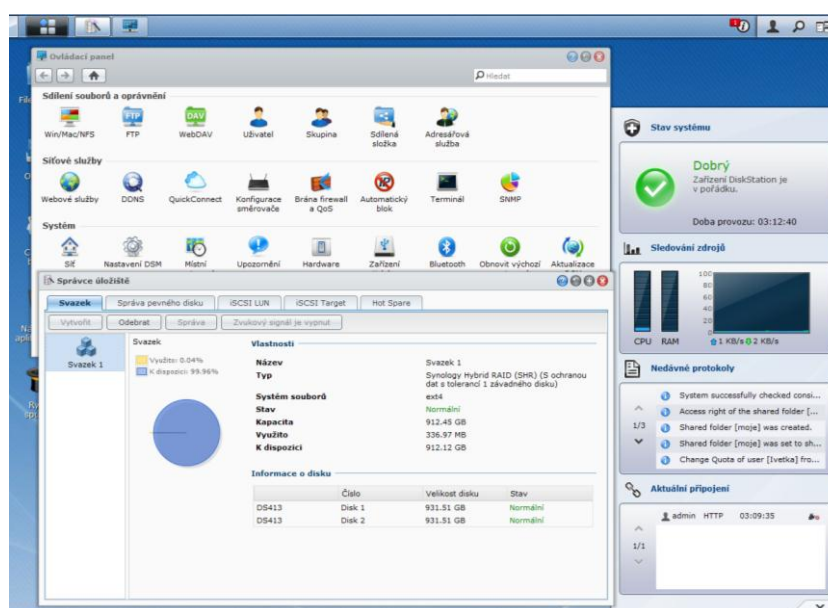 Ovládací panel
Hledat
Sdílení souborů a oprávnění
Win/Mac/NFS FTP WebDAV Uživatel Skupina Sdílená složka Adresářová služba
Síťové služby
Webové služby DDNS QuickConnect Konfigurace směrovače Brána firewall a QoS Automatický blok Terminál SNMP
Systém
Síť Nastavení DSM Místní Upozornění Hardware Zařízení Bluetooth Obnovit výchozí Aktualizace
Správce úložiště
Svazek Správa pevného disku iSCSI LUN iSCSI Target Hot Spare
Vytvořit Odebrat Správa Zvukový signál je vypnut
Svazek 1
Svazek
Využito: 0.04%
K dispozici: 99.96%
Vlastnosti
Název Svazek 1
Typ Synology Hybrid RAID (SHR) (S ochranou
dat s tolerancí 1 závadného disku)
Systém souborů ext4
Stav Normální
Kapacita 912.45 GB
Využito 336.97 MB
K dispozici 912.12 GB
Informace o disku
Číslo Velikost disku Stav
DS413 Disk 1 931.51 GB Normální
DS413 Disk 2 931.51 GB Normální
Stav systému
Dobrý
Zařízení DiskStation je
v pořádku.
Doba provozu: 03:12:40
Sledování zdrojů
100
80
60
40
20
0
CPU RAM 1 KB/s 2 KB/s
Nedávné protokoly
System successfully checked consi...
Access right of the shared folder [...
1/3 Shared folder [moje] was created.
Shared folder [moje] was set to sh...
Change Quota of user [Ivetka] fro...
Aktuální připojení
admin HTTP 03:09:35
1/1